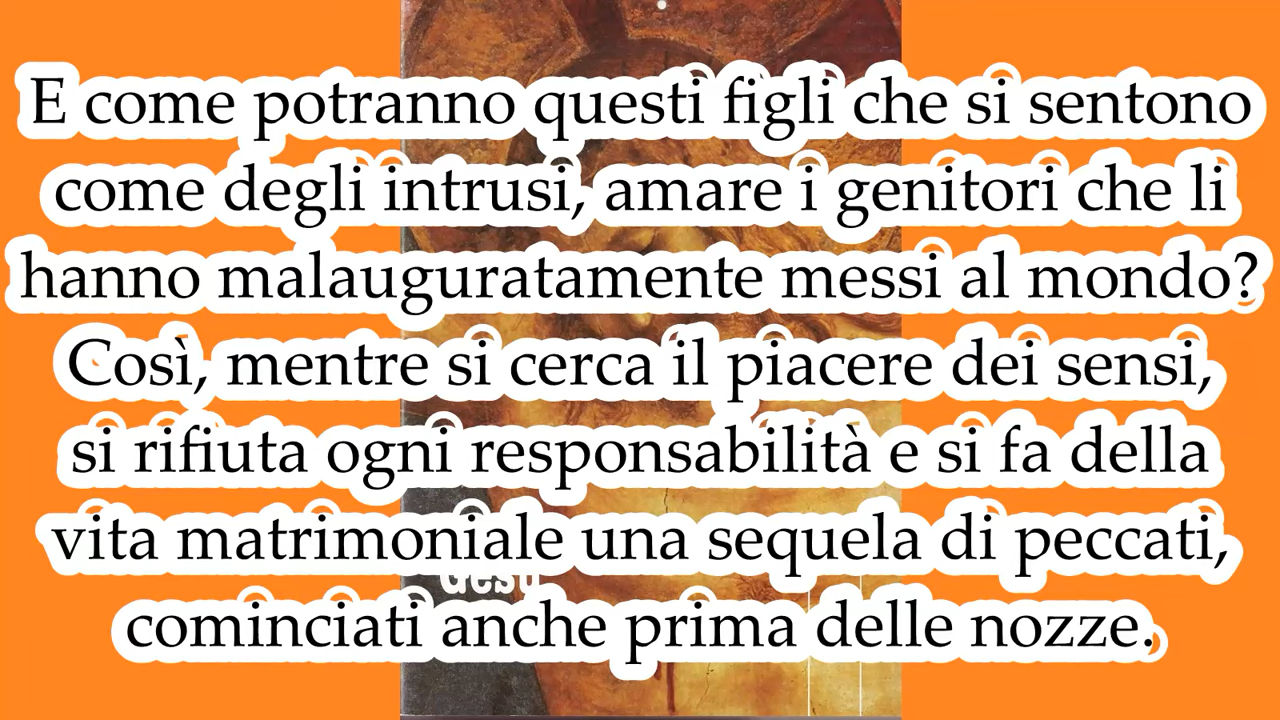 E come potranno questi figli che si sentono
come degli intrusi, amare i genitori che li
hanno malauguratamente messi al mondo?
Così, mentre si cerca il piacere dei sensi,
si rifiuta ogni responsabilità e si fa della
vita matrimoniale una sequela di peccati,
Gesù
cominciati anche prima delle nozze.